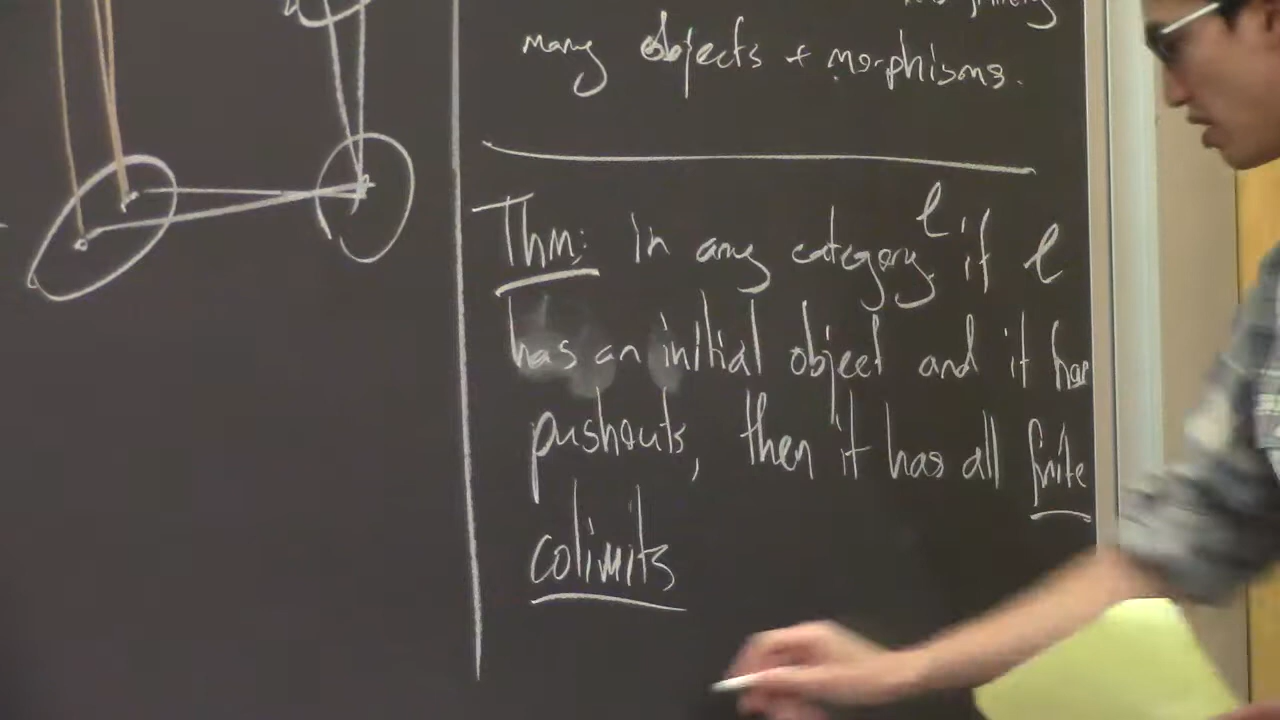 many objects + morphisms.
Thm: in any category C, if C
has an initial object and it has
pushouts, then it has all finite
colimits